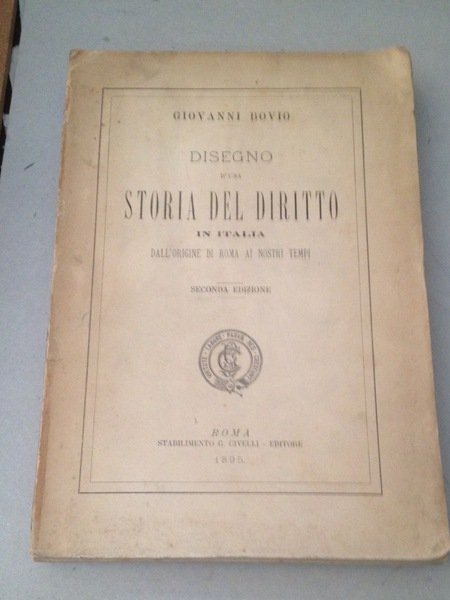 GIOVANNI BOVIO
DISEGNO
D'UNA
STORIA DEL DIRITTO
IN ITALIA
DALL'ORIGINE DI ROMA AI NOSTRI TEMPI
SECONDA EDIZIONE
ROMA
STABILIMENTO G. CIVELLI - EDITORE
1895.